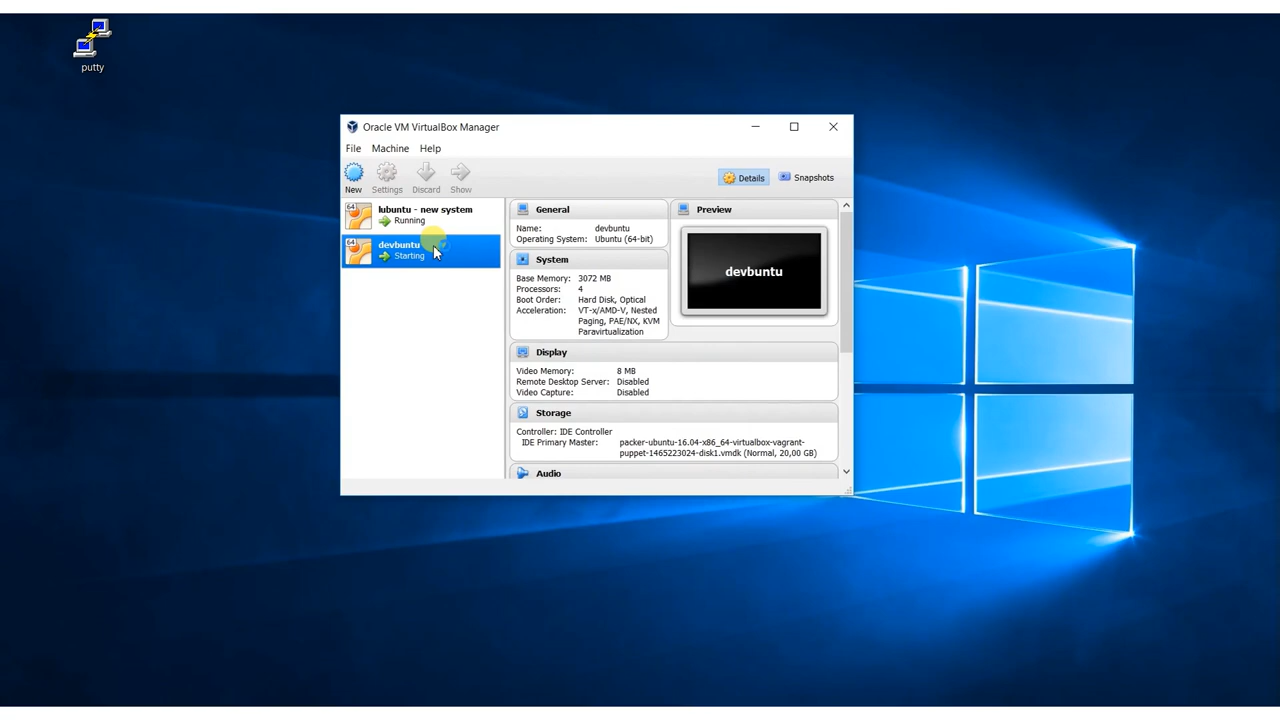 putty
Oracle VM VirtualBox Manager
File Machine Help
New Settings Discard Show
Details Snapshots
64 lubuntu - new system
Running
64 devbuntu
Starting
General
Name: devbuntu
Operating System: Ubuntu (64-bit)
Preview
devbuntu
System
Base Memory: 3072 MB
Processors: 4
Boot Order: Hard Disk, Optical
Acceleration: VT-x/AMD-V, Nested
Paging, PAE/NX, KVM
Paravirtualization
Display
Video Memory: 8 MB
Remote Desktop Server: Disabled
Video Capture: Disabled
Storage
Controller: IDE Controller
IDE Primary Master: packer-ubuntu-16.04-x86_64-virtualbox-vagrant-
puppet-1465223024-disk1.vmdk (Normal, 20,00 GB)
Audio